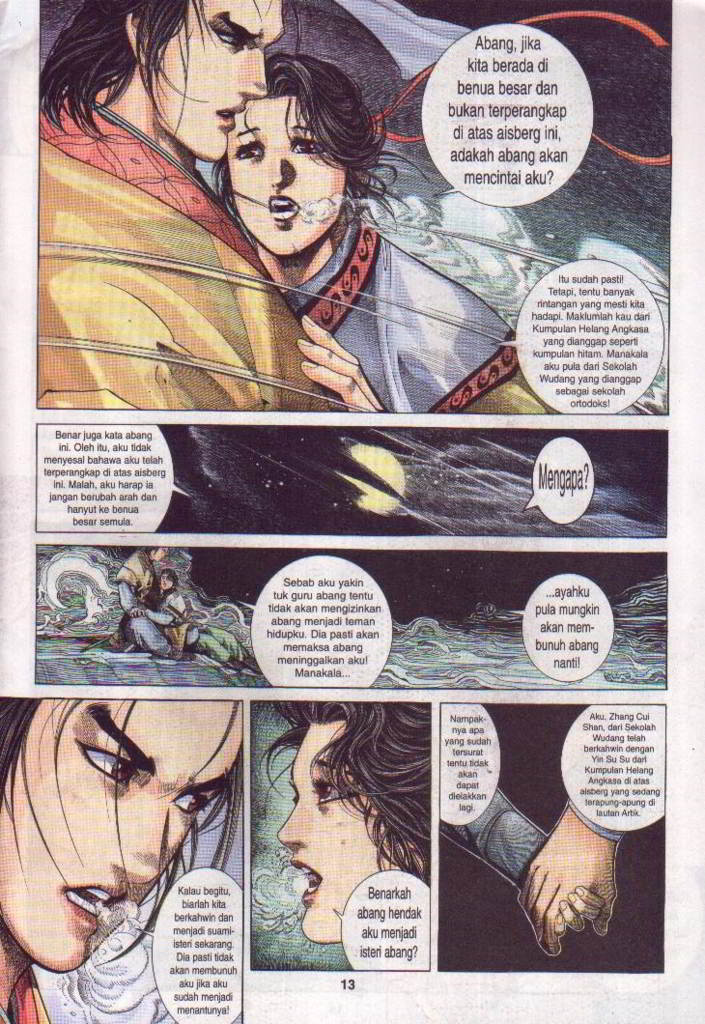 Abang, jika
kita berada di
benua besar dan
bukan terperangkap
di atas aisberg ini,
adakah abang akan
mencintai aku?
Itu sudah pasti!
Tetapi, tentu banyak
rintangan yang mesti kita
hadapi. Maklumlah kau dari
Kumpulan Helang Angkasa
yang dianggap seperti
kumpulan hitam. Manakala
aku pula dari Sekolah
Wudang yang dianggap
sebagai sekolah
ortodoks!
Benar juga kata abang
ini. Oleh itu, aku tidak
menyesal bahawa aku telah
terperangkap di atas aisberg
ini. Malah, aku harap ia
jangan berubah arah dan
hanyut ke benua
besar semula.
Mengapa?
Sebab aku yakin
tuk guru abang tentu
tidak akan mengizinkan
abang menjadi teman
hidupku. Dia pasti akan
memaksa abang
meninggalkan aku!
Manakala...
...ayahku
pula mungkin
akan mem-
bunuh abang
nanti!
Kalau begitu,
biarlah kita
berkahwin dan
menjadi suami-
isteri sekarang.
Dia pasti tidak
akan membunuh
aku jika aku
sudah menjadi
menantunya!
Benarkah
abang hendak
aku menjadi
isteri abang?
Nampak-
nya apa
yang sudah
tersurat
tentu tidak
akan
dapat
dielakkan
lagi.
Aku, Zhang Cui
Shan, dari Sekolah
Wudang telah
berkahwin dengan
Yin Su Su dari
Kumpulan Helang
Angkasa di atas
aisberg yang sedang
terapung-apung di
lautan Artik.
13